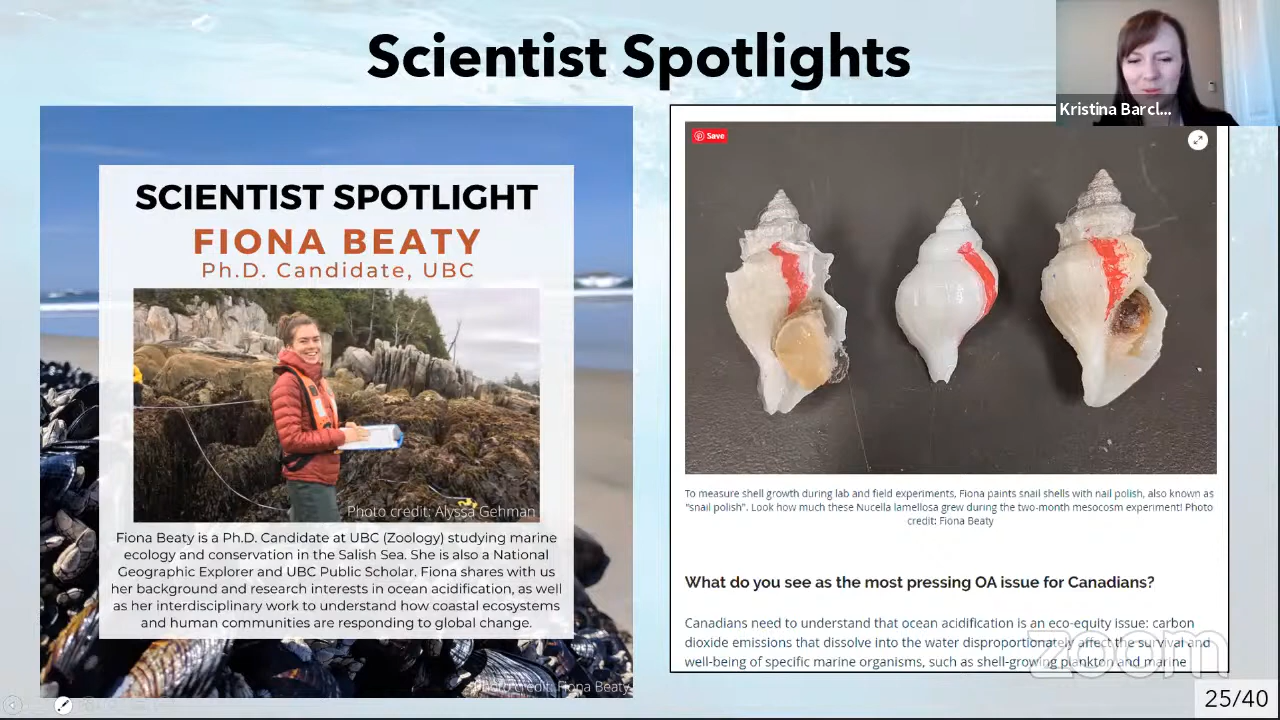 Scientist Spotlights
Kristina Barcl...
SCIENTIST SPOTLIGHT
FIONA BEATY
Ph.D. Candidate, UBC
Photo credit: Alyssa Gehman
Fiona Beaty is a Ph.D. Candidate at UBC (Zoology) studying marine
ecology and conservation in the Salish Sea. She is also a National
Geographic Explorer and UBC Public Scholar. Fiona shares with us
her background and research interests in ocean acidification, as well
as her interdisciplinary work to understand how coastal ecosystems
and human communities are responding to global change.
Photo credit: Fiona Beaty
Save
To measure shell growth during lab and field experiments, Fiona paints snail shells with nail polish, also known as
"snail polish". Look how much these Nucella lamellosa grew during the two-month mesocosm experiment! Photo
credit: Fiona Beaty
What do you see as the most pressing OA issue for Canadians?
Canadians need to understand that ocean acidification is an eco-equity issue: carbon
dioxide emissions that dissolve into the water disproportionately affect the survival and
well-being of specific marine organisms, such as shell-growing plankton and marine
zoom
25/40